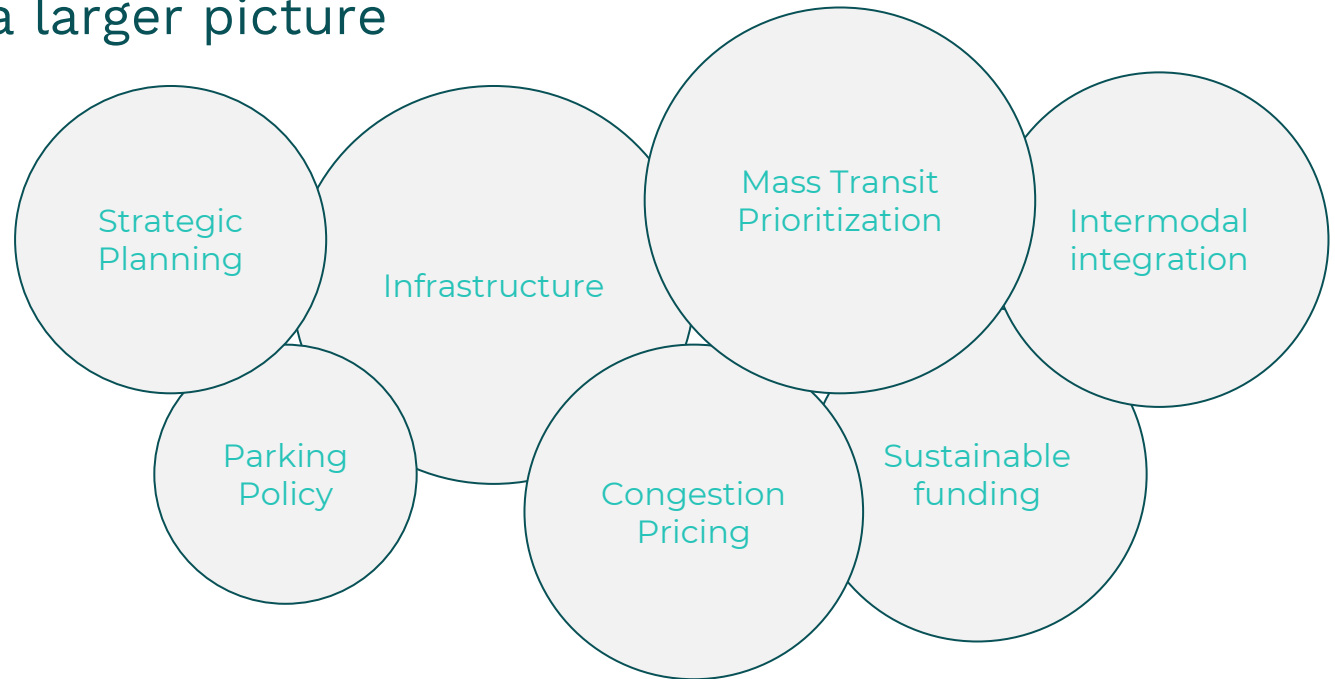 a larger picture
Strategic
Planning
Infrastructure
Mass Transit
Prioritization
Intermodal
integration
Parking
Policy
Congestion
Pricing
Sustainable
funding